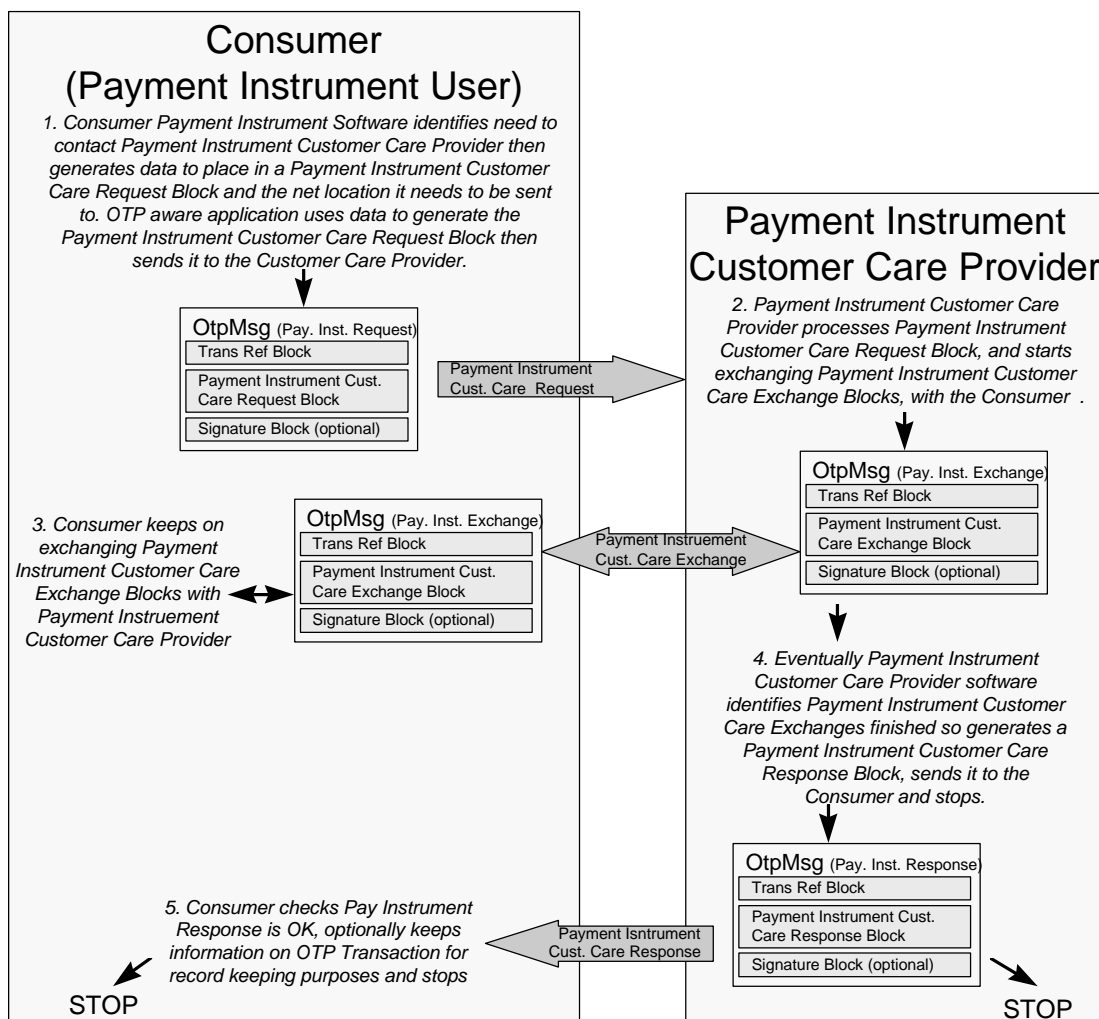 Consumer
(Payment Instrument User)
1. Consumer Payment Instrument Software identifies need to
contact Payment Instrument Customer Care Provider then
generates data to place in a Payment Instrument Customer
Care Request Block and the net location it needs to be sent
to. OTP aware application uses data to generate the
Payment Instrument Customer Care Request Block then
sends it to the Customer Care Provider.
OtpMsg (Pay. Inst. Request)
Trans Ref Block
Payment Instrument Cust.
Care Request Block
Signature Block (optional)
Payment Instrument
Cust. Care Request
Payment Instrument
Customer Care Provider
2. Payment Instrument Customer Care
Provider processes Payment Instrument
Customer Care Request Block, and starts
exchanging Payment Instrument Customer
Care Exchange Blocks, with the Consumer .
OtpMsg (Pay. Inst. Exchange)
Trans Ref Block
Payment Instrument Cust.
Care Exchange Block
Signature Block (optional)
Payment Instruement
Cust. Care Exchange
3. Consumer keeps on
exchanging Payment
Instrument Customer Care
Exchange Blocks with
Payment Instruement
Customer Care Provider
OtpMsg (Pay. Inst. Exchange)
Trans Ref Block
Payment Instrument Cust.
Care Exchange Block
Signature Block (optional)
4. Eventually Payment Instrument
Customer Care Provider software
identifies Payment Instrument Customer
Care Exchanges finished so generates a
Payment Instrument Customer Care
Response Block, sends it to the
Consumer and stops.
OtpMsg (Pay. Inst. Response)
Trans Ref Block
Payment Instrument Cust.
Care Response Block
Signature Block (optional)
Payment Isntrument
Cust. Care Response
5. Consumer checks Pay Instrument
Response is OK, optionally keeps
information on OTP Transaction for
record keeping purposes and stops
STOP
STOP